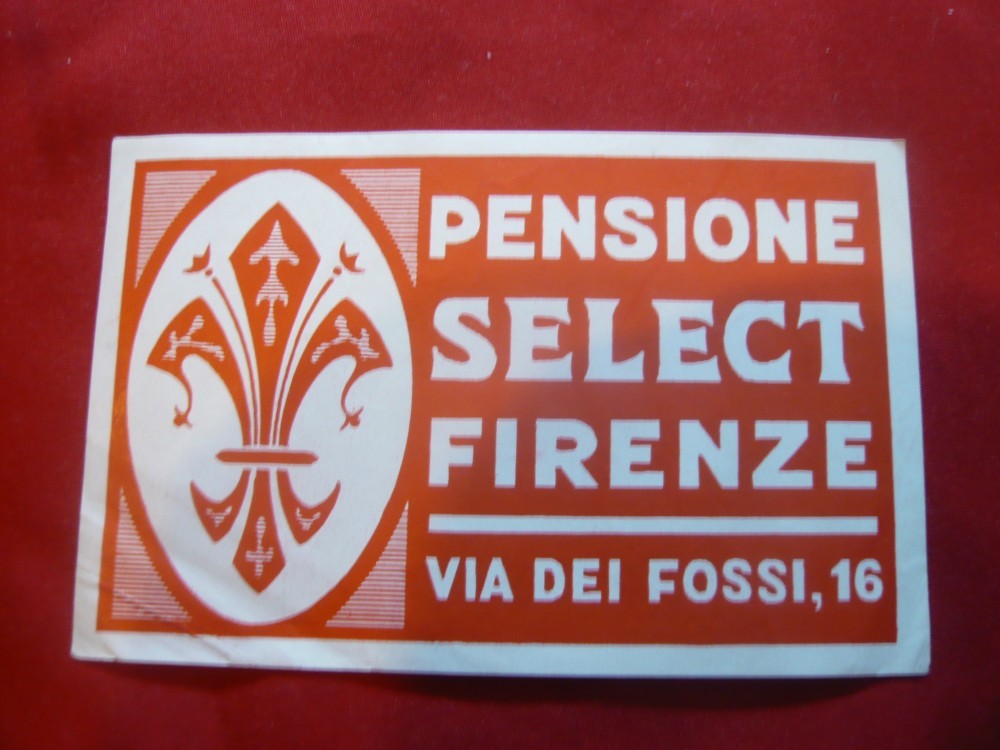 PENSIONE
SELECT
FIRENZE
VIA DEI FOSSI, 16